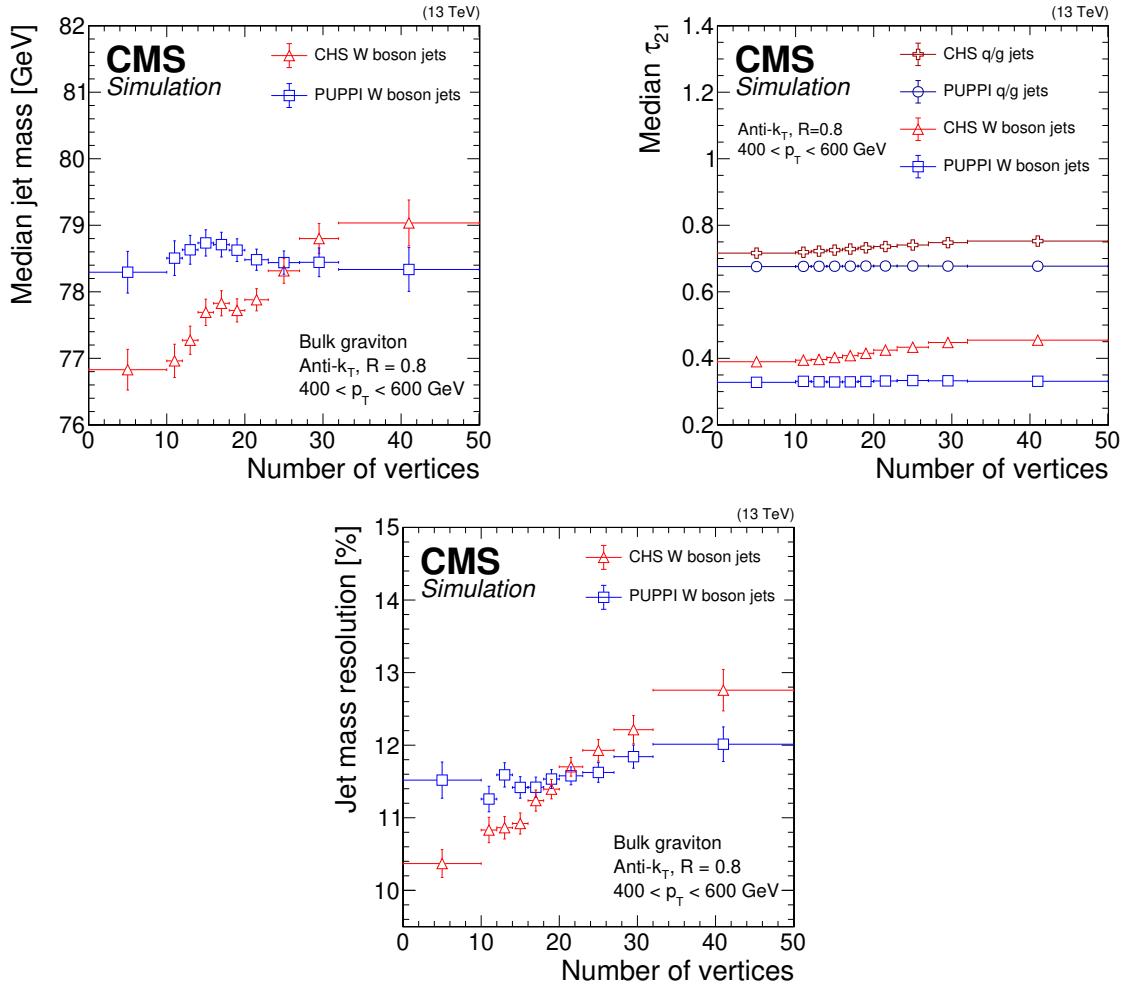 (13 TeV)
CMS
Simulation
CHS W boson jets
PUPPI W boson jets
Bulk graviton
Anti-k_T, R = 0.8
400 < p_T < 600 GeV
Median jet mass [GeV]
82
81
80
79
78
77
76
0 10 20 30 40 50
Number of vertices
(13 TeV)
CMS
Simulation
Anti-k_T, R=0.8
400 < p_T < 600 GeV
CHS q/g jets
PUPPI q/g jets
CHS W boson jets
PUPPI W boson jets
Median τ_21
1.4
1.2
1
0.8
0.6
0.4
0.2
0 10 20 30 40 50
Number of vertices
(13 TeV)
CMS
Simulation
CHS W boson jets
PUPPI W boson jets
Bulk graviton
Anti-k_T, R = 0.8
400 < p_T < 600 GeV
Jet mass resolution [%]
15
14
13
12
11
10
0 10 20 30 40 50
Number of vertices